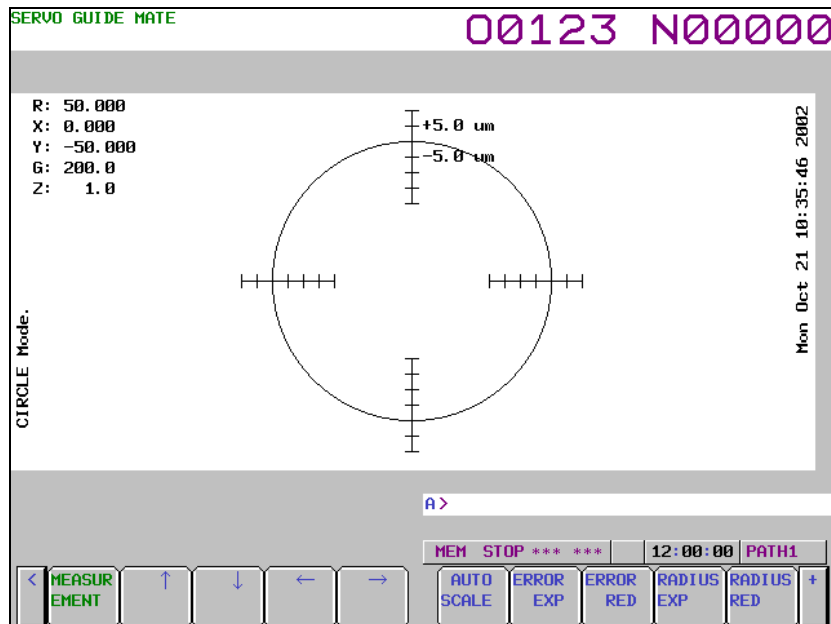 SERVO GUIDE MATE
O0123 N00000
R: 50.000
X: 0.000
Y: -50.000
G: 200.0
Z: 1.0
+5.0 um
-5.0 um
Mon Oct 21 10:35:46 2002
CIRCLE Mode.
A>
MEM STOP *** ***
12:00:00
PATH1
<
MEASUREMENT
↑
↓
←
→
AUTO SCALE
ERROR EXP
ERROR RED
RADIUS EXP
RADIUS RED
+